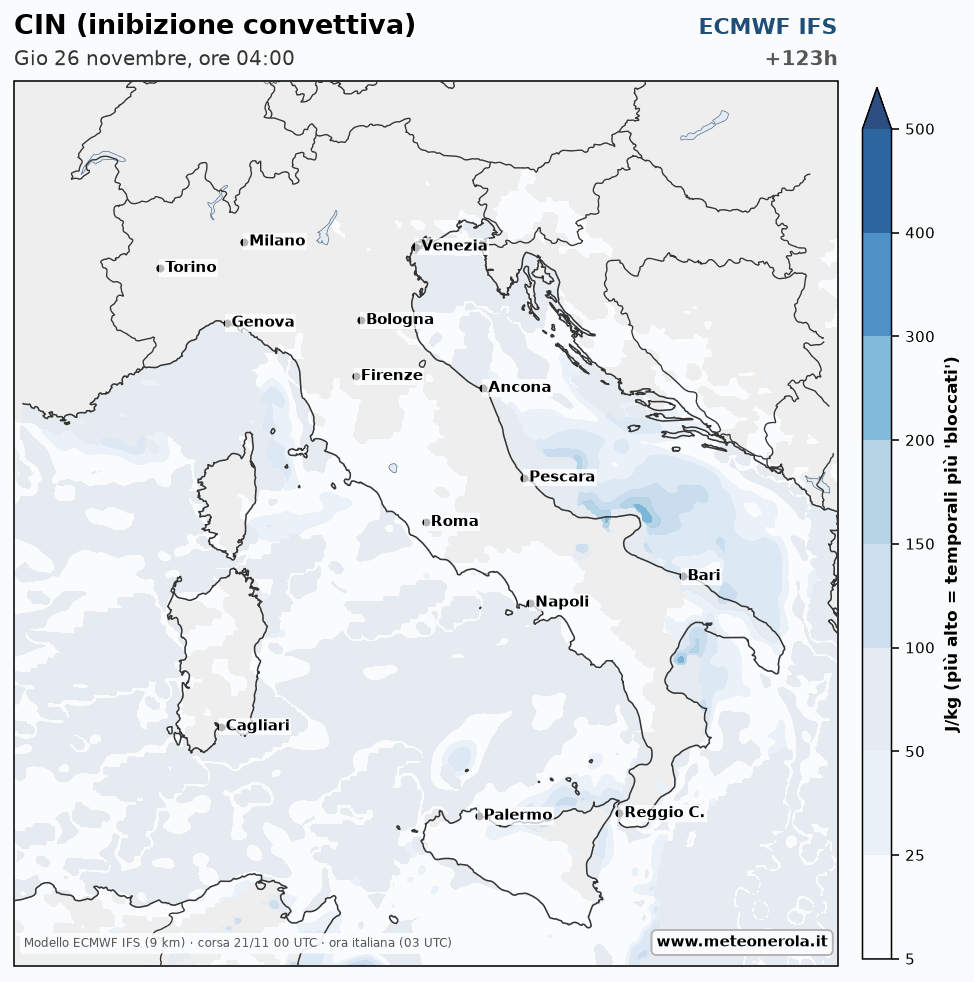 CIN (inibizione convettiva)
ECMWF IFS
Gio 26 novembre, ore 04:00
+123h
500
400
300
200
150
100
50
25
5
J/kg (più alto = temporali più 'bloccati')
Milano
Venezia
Torino
Genova
Bologna
Firenze
Ancona
Pescara
Roma
Bari
Napoli
Cagliari
Palermo
Reggio C.
Modello ECMWF IFS (9 km) · corsa 21/11 00 UTC · ora italiana (03 UTC)
www.meteonerola.it